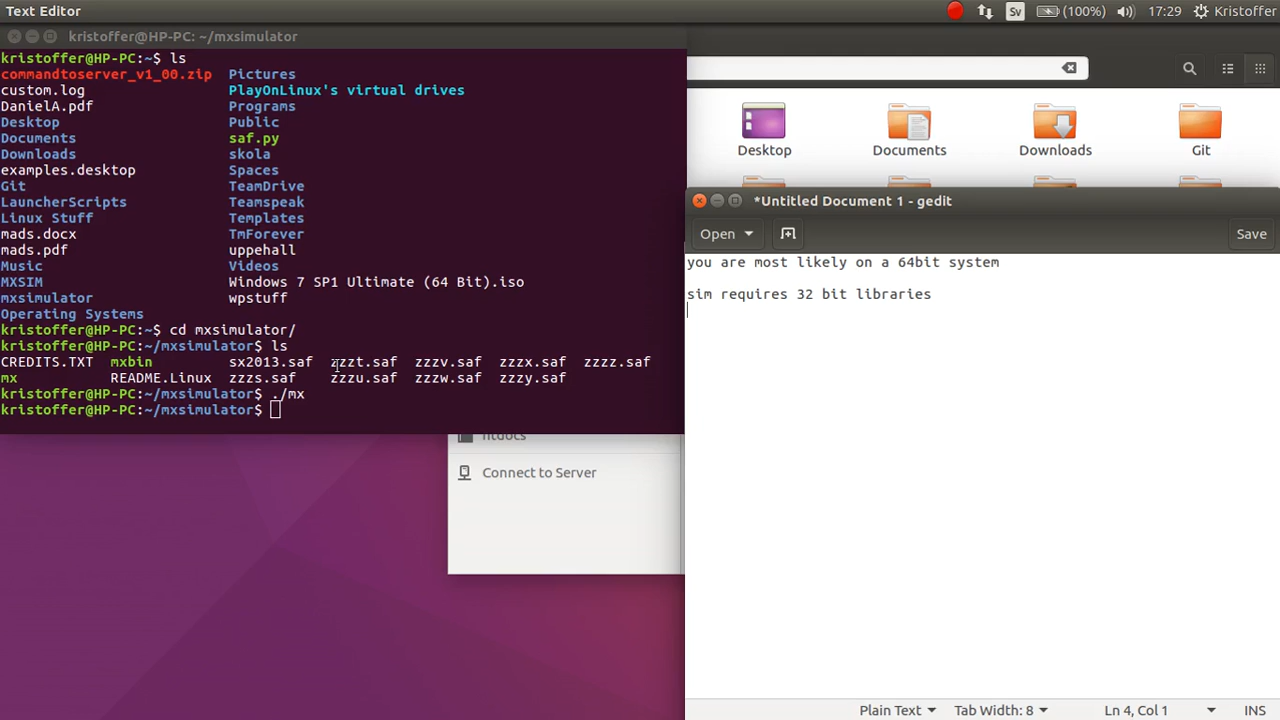 Text Editor
Sv (100%) 17:29 Kristoffer
kristoffer@HP-PC: ~/mxsimulator
kristoffer@HP-PC:~$ ls
commandtoserver_v1_00.zip Pictures
custom.log PlayOnLinux's virtual drives
DanielA.pdf Programs
Desktop Public
Documents saf.py
Downloads skola
examples.desktop Spaces
Git TeamDrive
LauncherScripts Teamspeak
Linux Stuff Templates
mads.docx TmForever
mads.pdf uppehall
Music Videos
MXSIM Windows 7 SP1 Ultimate (64 Bit).iso
mxsimulator wpstuff
Operating Systems
kristoffer@HP-PC:~$ cd mxsimulator/
kristoffer@HP-PC:~/mxsimulator$ ls
CREDITS.TXT mxbin sx2013.saf zzzt.saf zzzv.saf zzzx.saf zzzz.saf
mx README.Linux zzzs.saf zzzu.saf zzzw.saf zzzy.saf
kristoffer@HP-PC:~/mxsimulator$ ./mx
kristoffer@HP-PC:~/mxsimulator$
Connect to Server
Desktop Documents Downloads Git
*Untitled Document 1 - gedit
Open Save
you are most likely on a 64bit system
sim requires 32 bit libraries
Plain Text Tab Width: 8 Ln 4, Col 1 INS